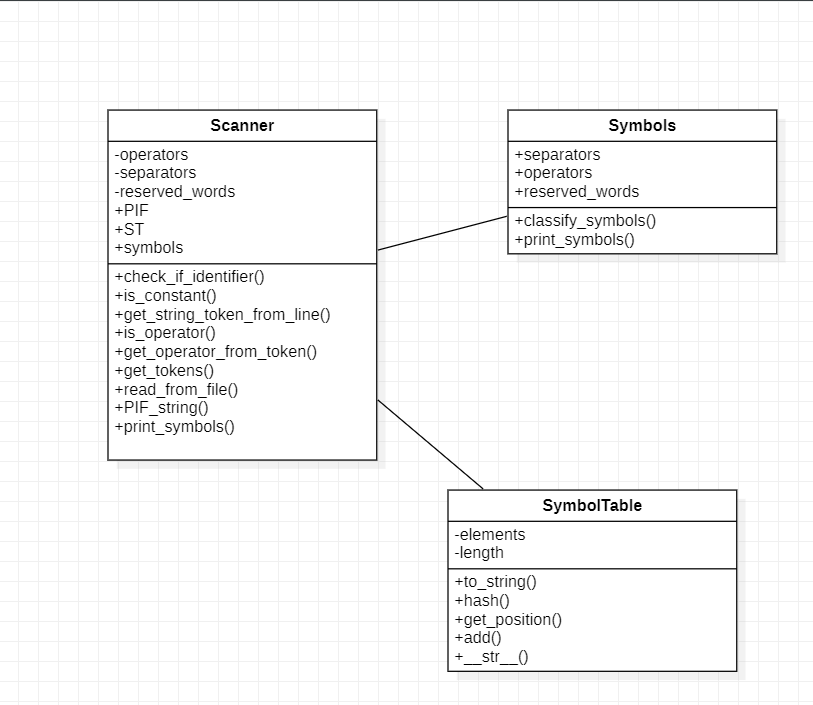 Scanner
-operators
-separators
-reserved_words
+PIF
+ST
+symbols
+check_if_identifier()
+is_constant()
+get_string_token_from_line()
+is_operator()
+get_operator_from_token()
+get_tokens()
+read_from_file()
+PIF_string()
+print_symbols()
Symbols
+separators
+operators
+reserved_words
+classify_symbols()
+print_symbols()
SymbolTable
-elements
-length
+to_string()
+hash()
+get_position()
+add()
+__str__()